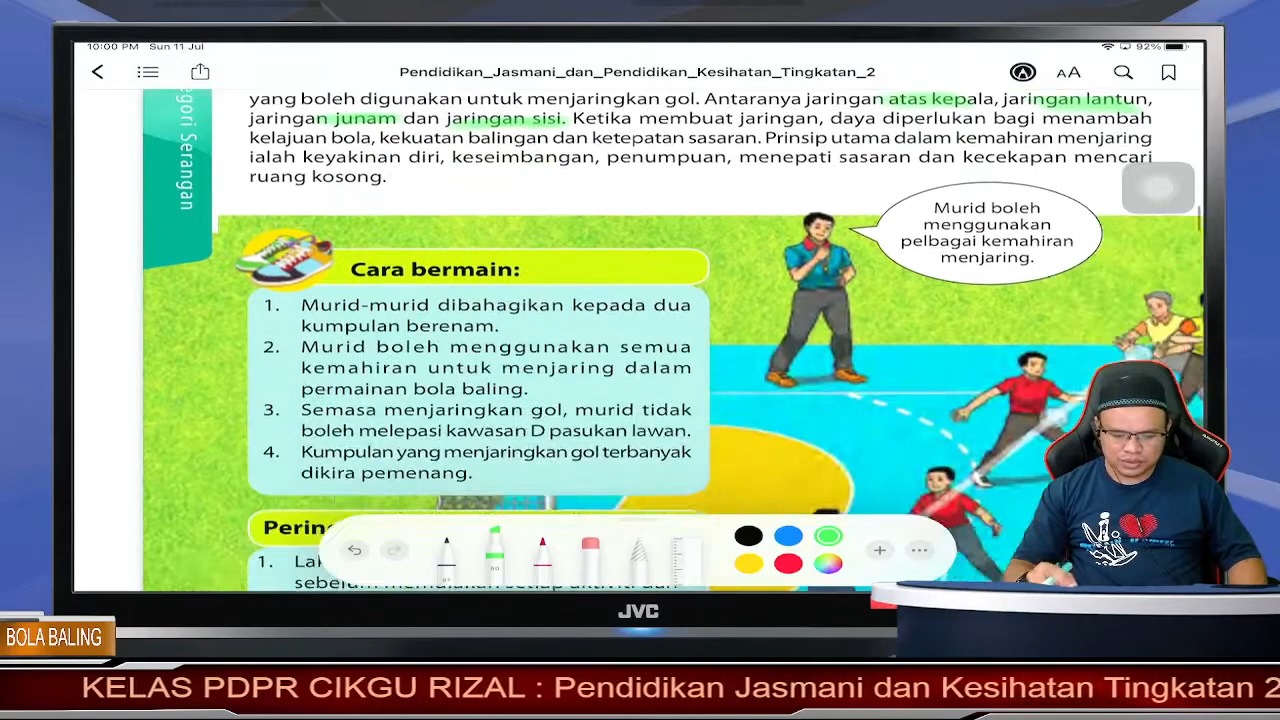 10:00 PM Sun 11 Jul
92%
Pendidikan_Jasmani_dan_Pendidikan_Kesihatan_Tingkatan_2
AA
yang boleh digunakan untuk menjaringkan gol. Antaranya jaringan atas kepala, jaringan lantun,
jaringan junam dan jaringan sisi. Ketika membuat jaringan, daya diperlukan bagi menambah
kelajuan bola, kekuatan balingan dan ketepatan sasaran. Prinsip utama dalam kemahiran menjaring
ialah keyakinan diri, keseimbangan, penumpuan, menepati sasaran dan kecekapan mencari
ruang kosong.
Serangan
Murid boleh
menggunakan
pelbagai kemahiran
menjaring.
Cara bermain:
1. Murid-murid dibahagikan kepada dua
kumpulan berenam.
2. Murid boleh menggunakan semua
kemahiran untuk menjaring dalam
permainan bola baling.
3. Semasa menjaringkan gol, murid tidak
boleh melepasi kawasan D pasukan lawan.
4. Kumpulan yang menjaringkan gol terbanyak
dikira pemenang.
1.
JVC
BOLA BALING
KELAS PDPR CIKGU RIZAL : Pendidikan Jasmani dan Kesihatan Tingkatan 2